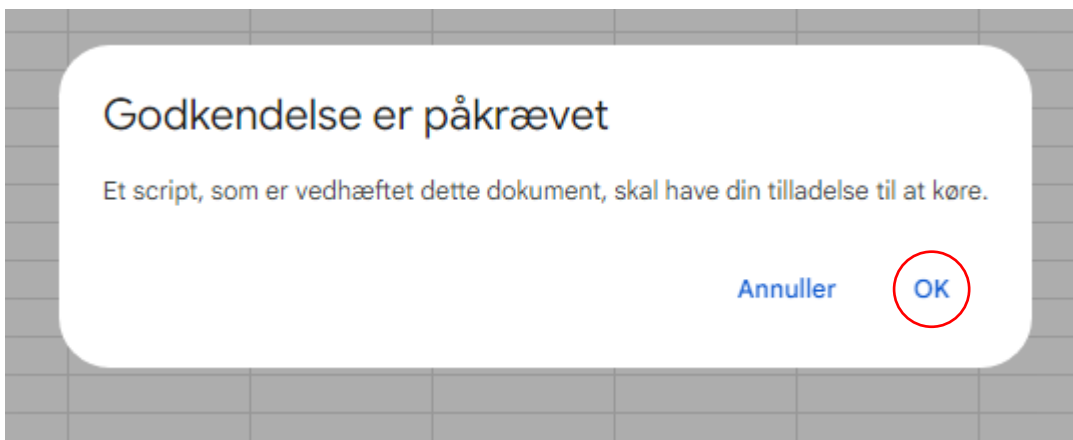 Godkendelse er påkrævet
Et script, som er vedhæftet dette dokument, skal have din tilladelse til at køre.
Annuller OK